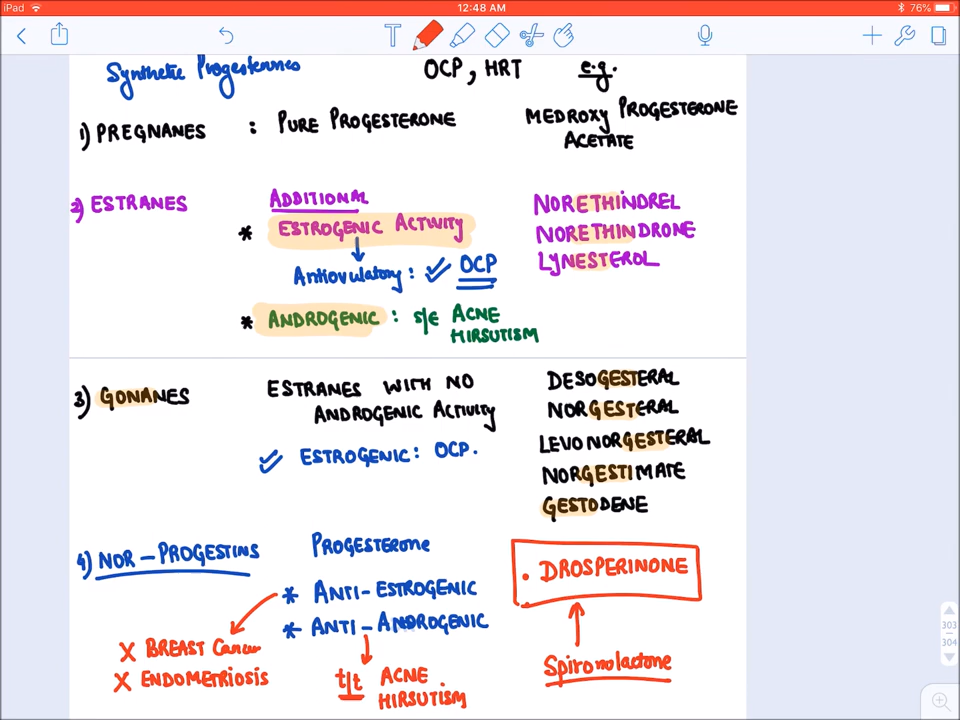 iPad
12:48 AM
76%
T
Synthetic Progesterones OCP, HRT e.g.
1) PREGNANES : PURE PROGESTERONE MEDROXY PROGESTERONE
ACETATE
2) ESTRANES ADDITIONAL NORETHINDREL
* ESTROGENIC ACTIVITY NORETHINDRONE
LYNESTEROL
Antiovulatory : ✓ OCP
* ANDROGENIC : s/e ACNE
HIRSUTISM
3) GONANES ESTRANES WITH NO DESOGESTERAL
ANDROGENIC ACTIVITY NORGESTERAL
ESTROGENIC : OCP. LEVONORGESTERAL
NORGESTIMATE
GESTODENE
4) NOR-PROGESTINS PROGESTERONE . DROSPERINONE
* ANTI-ESTROGENIC
* ANTI-ANDROGENIC
X BREAST Cancer
X ENDOMETRIOSIS
t/t ACNE
HIRSUTISM
Spironolactone
303
304